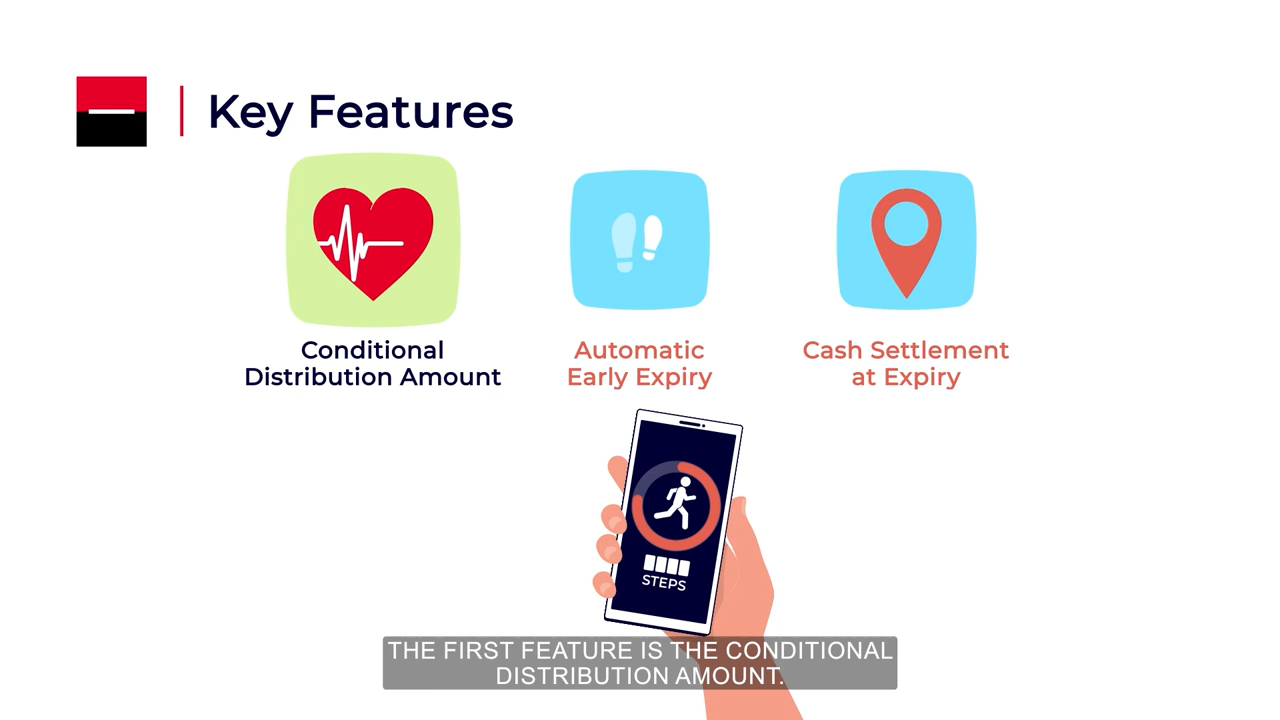 Key Features
Conditional
Distribution Amount
Automatic
Early Expiry
Cash Settlement
at Expiry
STEPS
THE FIRST FEATURE IS THE CONDITIONAL
DISTRIBUTION AMOUNT.